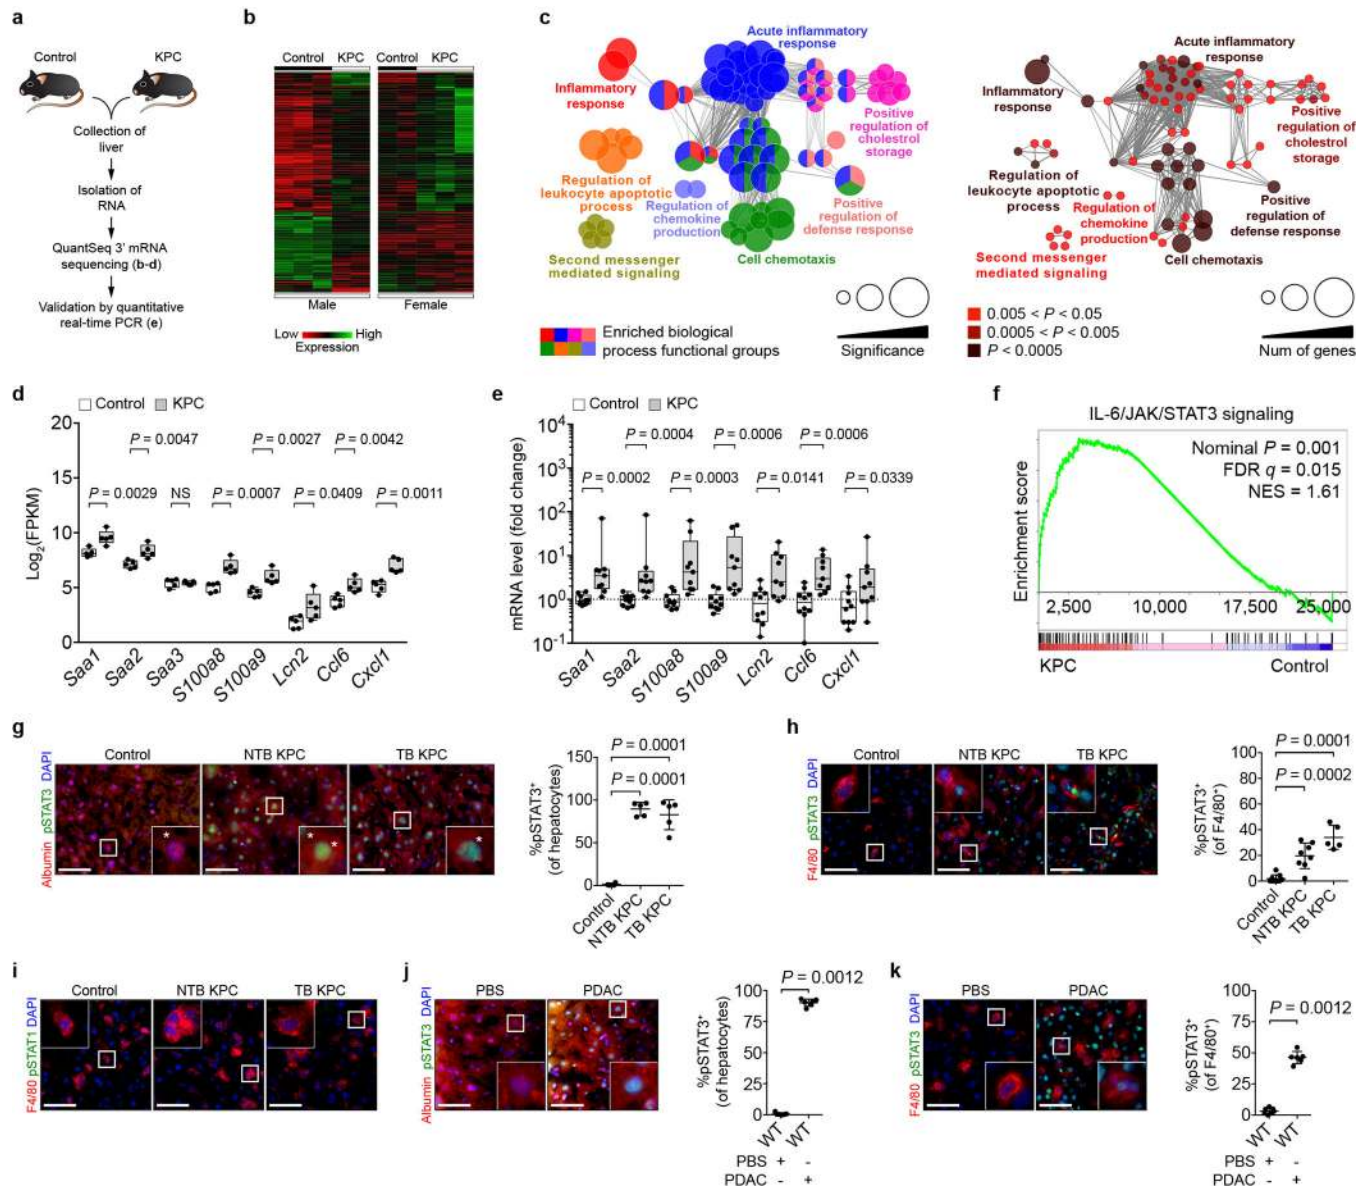 a
Control
KPC
Collection of
liver
Isolation of
RNA
QuantSeq 3' mRNA
sequencing (b-d)
Validation by quantitative
real-time PCR (e)
b
Control KPC
Control KPC
Male
Female
Low High
Expression
c
Acute inflammatory
response
Inflammatory
response
Positive
regulation of
cholestrol
storage
Regulation of
leukocyte apoptotic
process
Regulation of
chemokine
production
Positive
regulation of
defense response
Second messenger
mediated signaling
Cell chemotaxis
Enriched biological
process functional groups
Significance
Acute inflammatory
response
Inflammatory
response
Positive
regulation of
cholestrol
storage
Regulation of
leukocyte apoptotic
process
Regulation of
chemokine
production
Positive
regulation of
defense response
Second messenger
mediated signaling
Cell chemotaxis
0.005 < P < 0.05
0.0005 < P < 0.005
P < 0.0005
Num of genes
d
Control KPC
Log2(FPKM)
20
15
10
5
0
P = 0.0047
P = 0.0027
P = 0.0042
P = 0.0029
NS
P = 0.0007
P = 0.0409
P = 0.0011
Saa1
Saa2
Saa3
S100a8
S100a9
Lcn2
Ccl6
Cxcl1
e
Control KPC
mRNA level (fold change)
10^4
10^3
10^2
10^1
10^0
10^-1
P = 0.0004
P = 0.0006
P = 0.0006
P = 0.0002
P = 0.0003
P = 0.0141
P = 0.0339
Saa1
Saa2
S100a8
S100a9
Lcn2
Ccl6
Cxcl1
f
IL-6/JAK/STAT3 signaling
Nominal P = 0.001
FDR q = 0.015
NES = 1.61
Enrichment score
2,500 10,000 17,500 25,000
KPC Control
g
Control NTB KPC TB KPC
Albumin pSTAT3 DAPI
*
*
*
%pSTAT3+
(of hepatocytes)
150
100
50
0
P = 0.0001
P = 0.0001
Control
NTB KPC
TB KPC
h
Control NTB KPC TB KPC
F4/80 pSTAT3 DAPI
%pSTAT3+
(of F4/80+)
100
80
60
40
20
0
P = 0.0001
P = 0.0002
Control
NTB KPC
TB KPC
i
Control NTB KPC TB KPC
F4/80 pSTAT1 DAPI
j
PBS PDAC
Albumin pSTAT3 DAPI
%pSTAT3+
(of hepatocytes)
100
75
50
25
0
P = 0.0012
WT
WT
PBS + -
PDAC - +
k
PBS PDAC
F4/80 pSTAT3 DAPI
%pSTAT3+
(of F4/80+)
100
75
50
25
0
P = 0.0012
WT
WT
PBS + -
PDAC - +